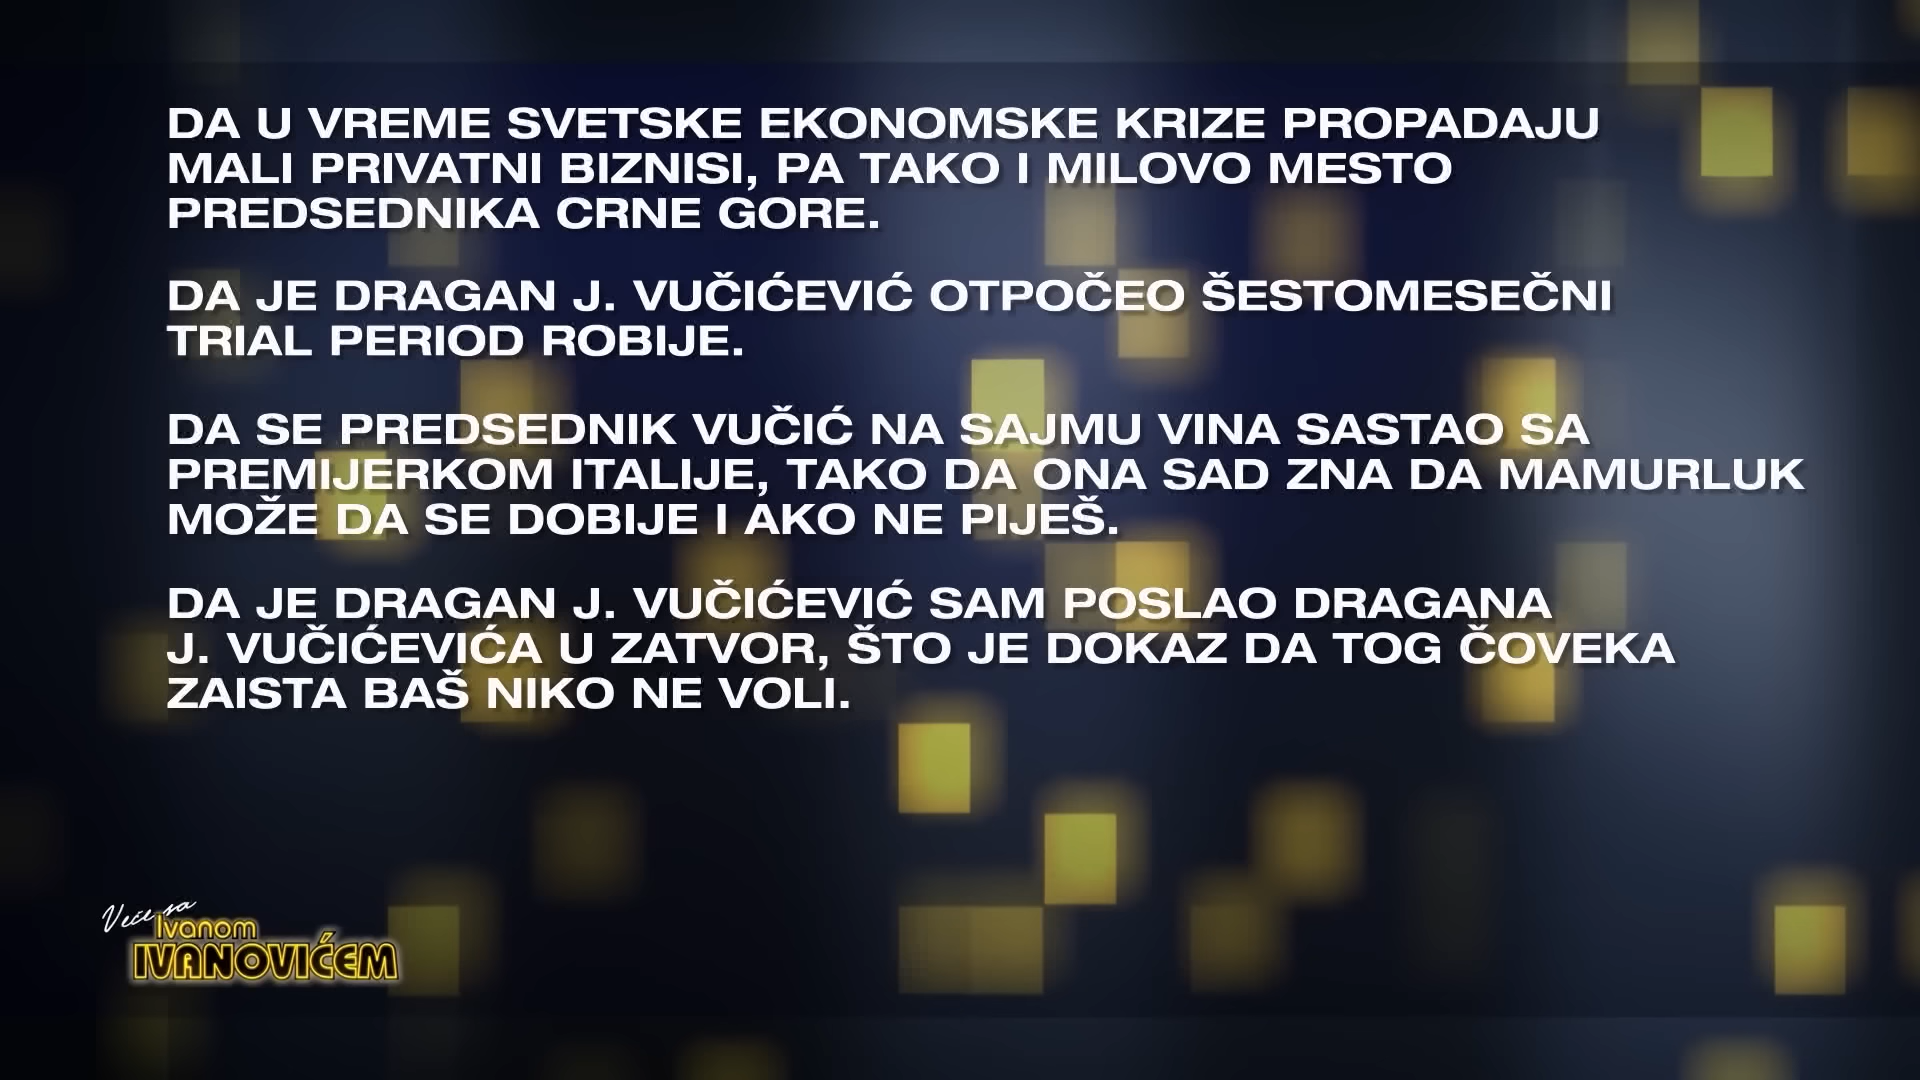 DA U VREME SVETSKE EKONOMSKE KRIZE PROPADAJU
MALI PRIVATNI BIZNISI, PA TAKO I MILOVO MESTO
PREDSEDNIKA CRNE GORE.
DA JE DRAGAN J. VUČIĆEVIĆ OTPOČEO ŠESTOMESEČNI
TRIAL PERIOD ROBIJE.
DA SE PREDSEDNIK VUČIĆ NA SAJMU VINA SASTAO SA
PREMIJERKOM ITALIJE, TAKO DA ONA SAD ZNA DA MAMURLUK
MOŽE DA SE DOBIJE I AKO NE PIJEŠ.
DA JE DRAGAN J. VUČIĆEVIĆ SAM POSLAO DRAGANA
J. VUČIĆEVIĆA U ZATVOR, ŠTO JE DOKAZ DA TOG ČOVEKA
ZAISTA BAŠ NIKO NE VOLI.
Veče sa
Ivanom
IVANOVIĆEM